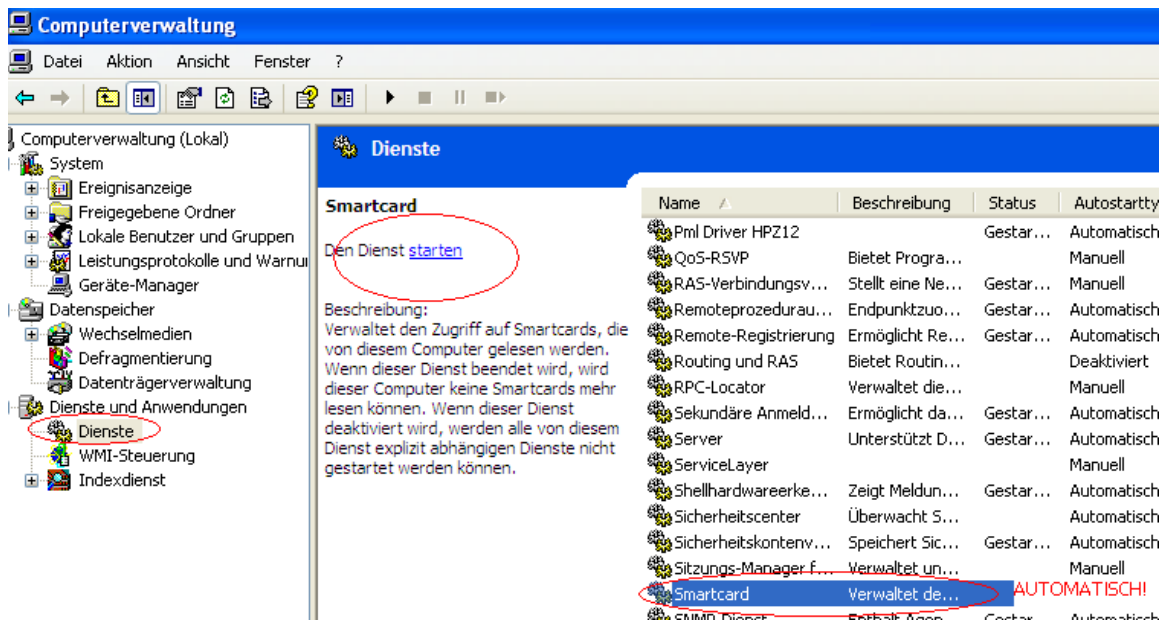 Computerverwaltung
Datei Aktion Ansicht Fenster ?
Computerverwaltung (Lokal)
System
Ereignisanzeige
Freigegebene Ordner
Lokale Benutzer und Gruppen
Leistungsprotokolle und Warnu
Geräte-Manager
Datenspeicher
Wechselmedien
Defragmentierung
Datenträgerverwaltung
Dienste und Anwendungen
Dienste
WMI-Steuerung
Indexdienst
Dienste
Smartcard
Den Dienst starten
Beschreibung:
Verwaltet den Zugriff auf Smartcards, die
von diesem Computer gelesen werden.
Wenn dieser Dienst beendet wird, wird
dieser Computer keine Smartcards mehr
lesen können. Wenn dieser Dienst
deaktiviert wird, werden alle von diesem
Dienst explizit abhängigen Dienste nicht
gestartet werden können.
Name Beschreibung Status Autostartty
Pml Driver HPZ12 Gestar... Automatisch
QoS-RSVP Bietet Progra... Manuell
RAS-Verbindungsv... Stellt eine Ne... Gestar... Manuell
Remoteprozedurau... Endpunktzuo... Gestar... Automatisch
Remote-Registrierung Ermöglicht Re... Gestar... Automatisch
Routing und RAS Bietet Routin... Deaktiviert
RPC-Locator Verwaltet die... Manuell
Sekundäre Anmeld... Ermöglicht da... Gestar... Automatisch
Server Unterstützt D... Gestar... Automatisch
ServiceLayer Manuell
Shellhardwareerke... Zeigt Meldun... Gestar... Automatisch
Sicherheitscenter Überwacht S... Automatisch
Sicherheitskontenv... Speichert Sic... Gestar... Automatisch
Sitzungs-Manager f... Verwaltet un... Manuell
Smartcard Verwaltet de... AUTOMATISCH!
SNMP-Dienst Enthält Agen... Gestar... Automatisch